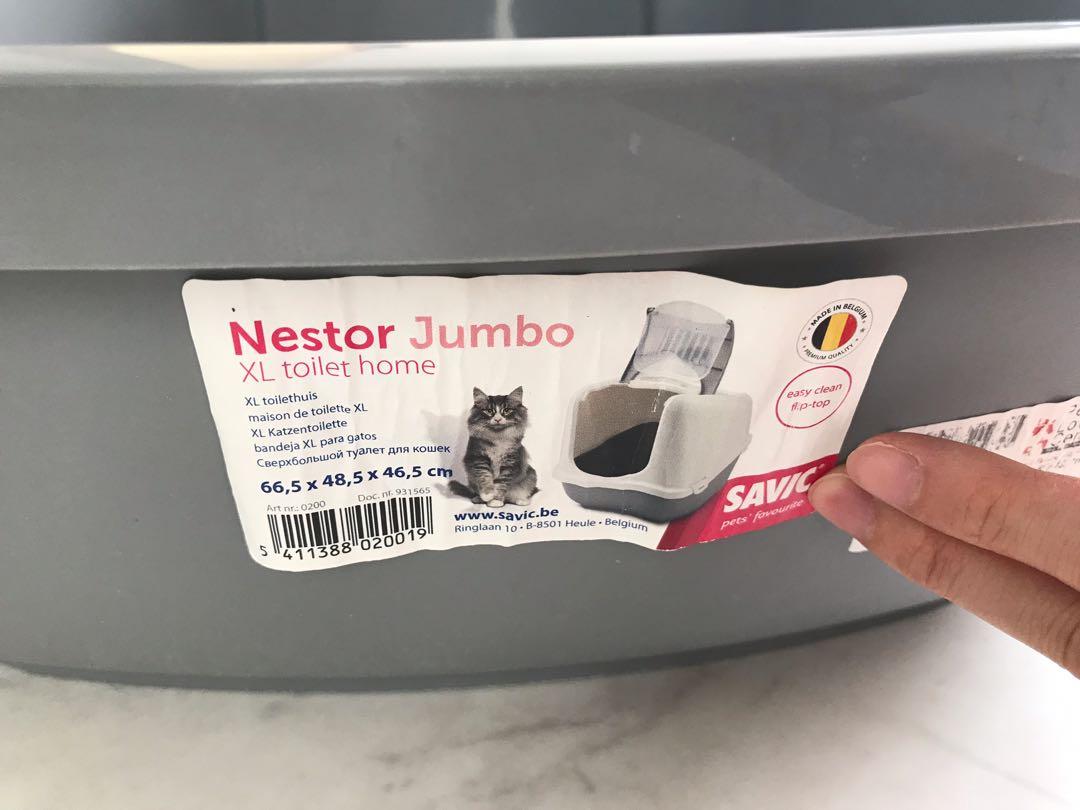 Nestor Jumbo
XL toilet home
XL toilethuis
maison de toilette XL
XL Katzentoilette
bandeja XL para gatos
Сверхбольшой туалет для кошек
66,5 x 48,5 x 46,5 cm
Art nr.: 0200
Doc. nr. 931565
5 411388 020019
www.savic.be
Ringlaan 10 • B-8501 Heule • Belgium
MADE IN BELGIUM
PREMIUM QUALITY
easy clean
flip-top
SAVIC
pets' favourite